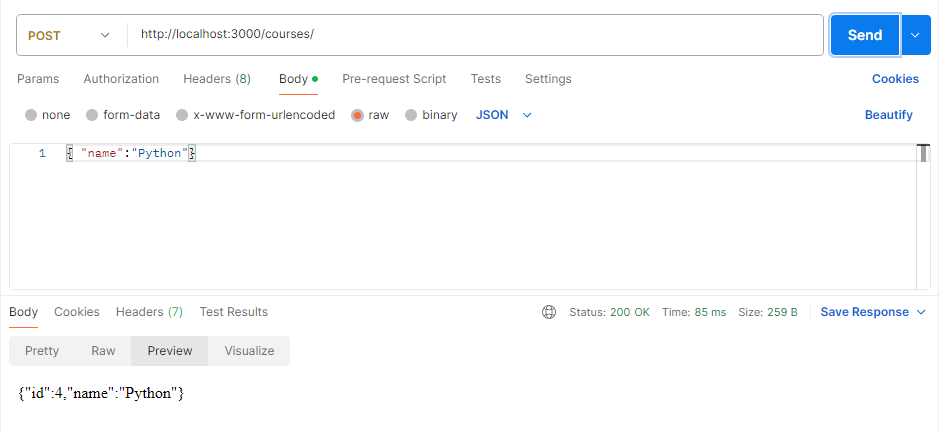 POST http://localhost:3000/courses/ Send
Params Authorization Headers (8) Body Pre-request Script Tests Settings Cookies
none form-data x-www-form-urlencoded raw binary JSON Beautify
1 { "name":"Python"}
Body Cookies Headers (7) Test Results Status: 200 OK Time: 85 ms Size: 259 B Save Response
Pretty Raw Preview Visualize
{"id":4,"name":"Python"}